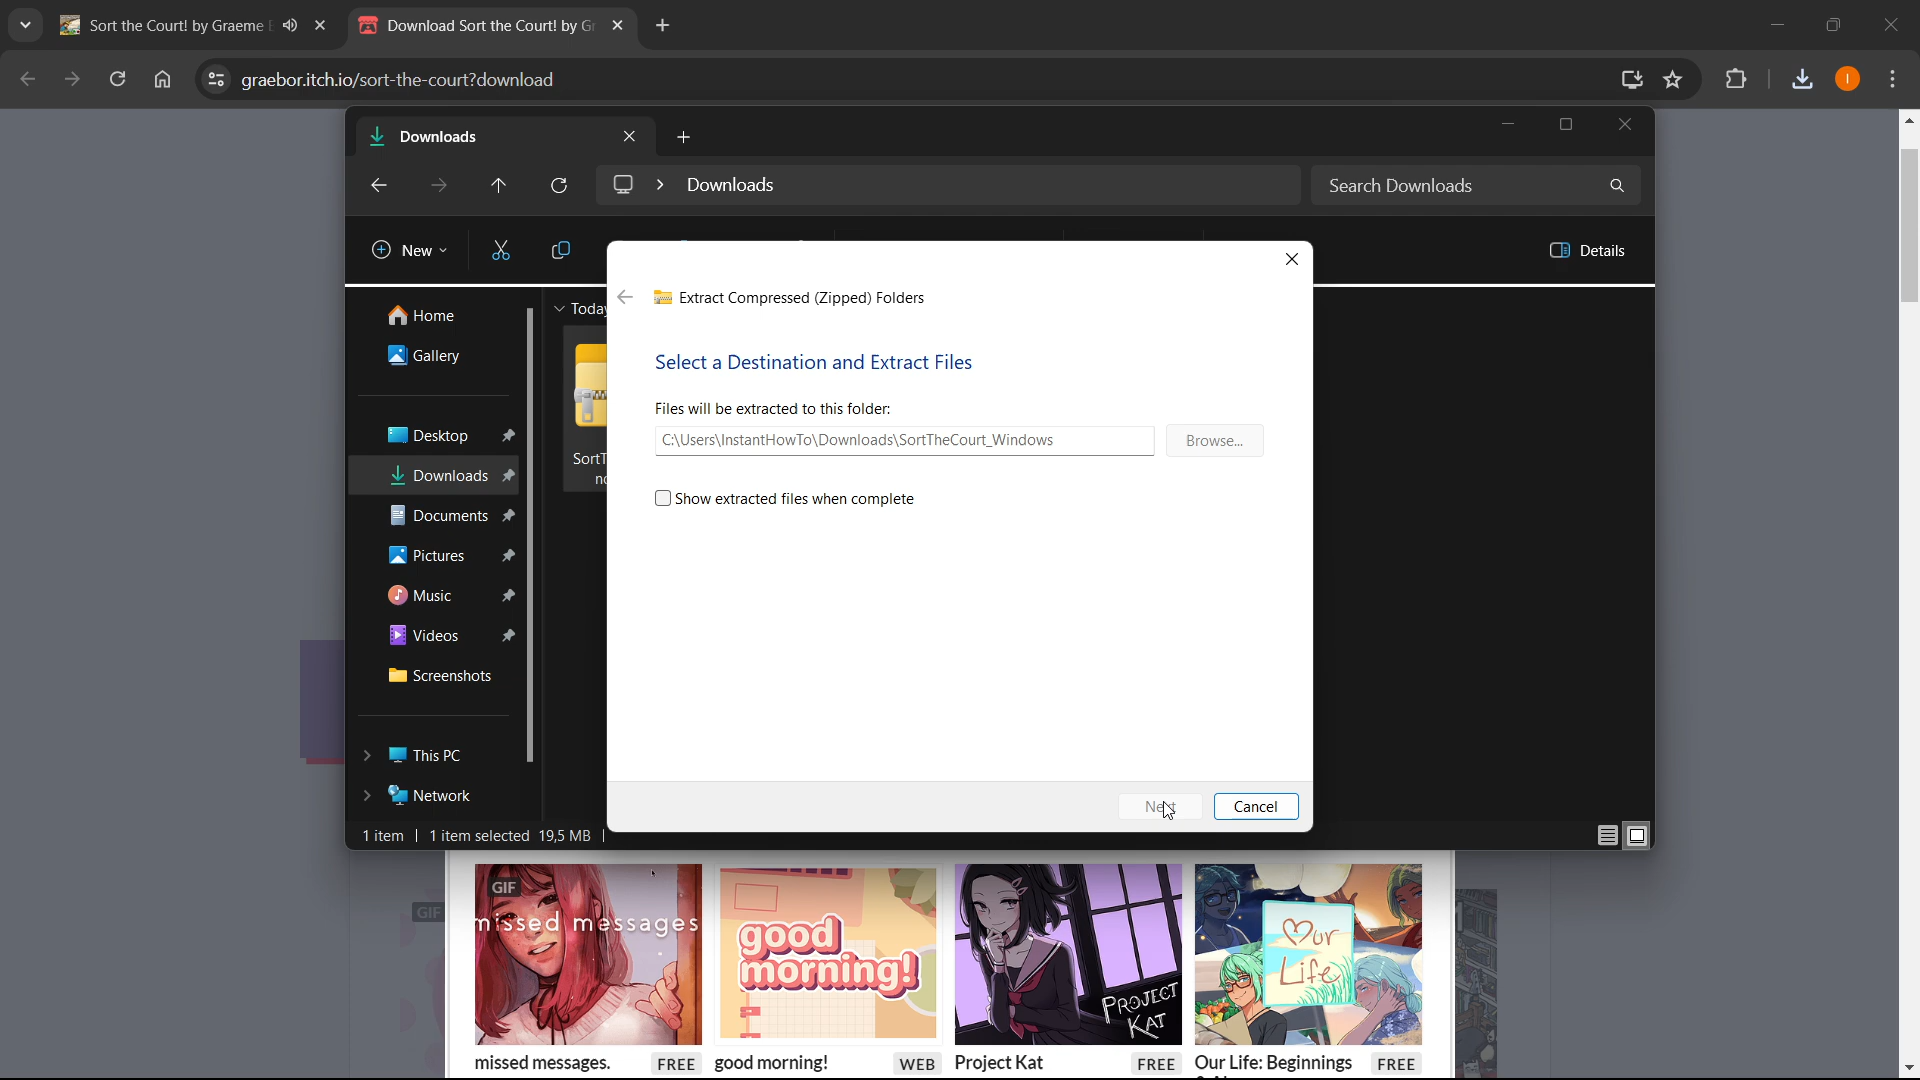 Sort the Court! by Graeme
Download Sort the Court! by Gr
graebor.itch.io/sort-the-court?download
I
Downloads
Downloads
Search Downloads
New
Details
Home
Gallery
Desktop
Downloads
Documents
Pictures
Music
Videos
Screenshots
This PC
Network
Today
SortT
Extract Compressed (Zipped) Folders
Select a Destination and Extract Files
Files will be extracted to this folder:
C:\Users\InstantHowTo\Downloads\SortTheCourt_Windows
Browse...
Show extracted files when complete
Next
Cancel
1 item
1 item selected 19,5 MB
GIF
GIF
missed messages
good
morning!
PROJECT
KAT
Our
Life
missed messages. FREE
good morning! WEB
Project Kat FREE
Our Life: Beginnings FREE